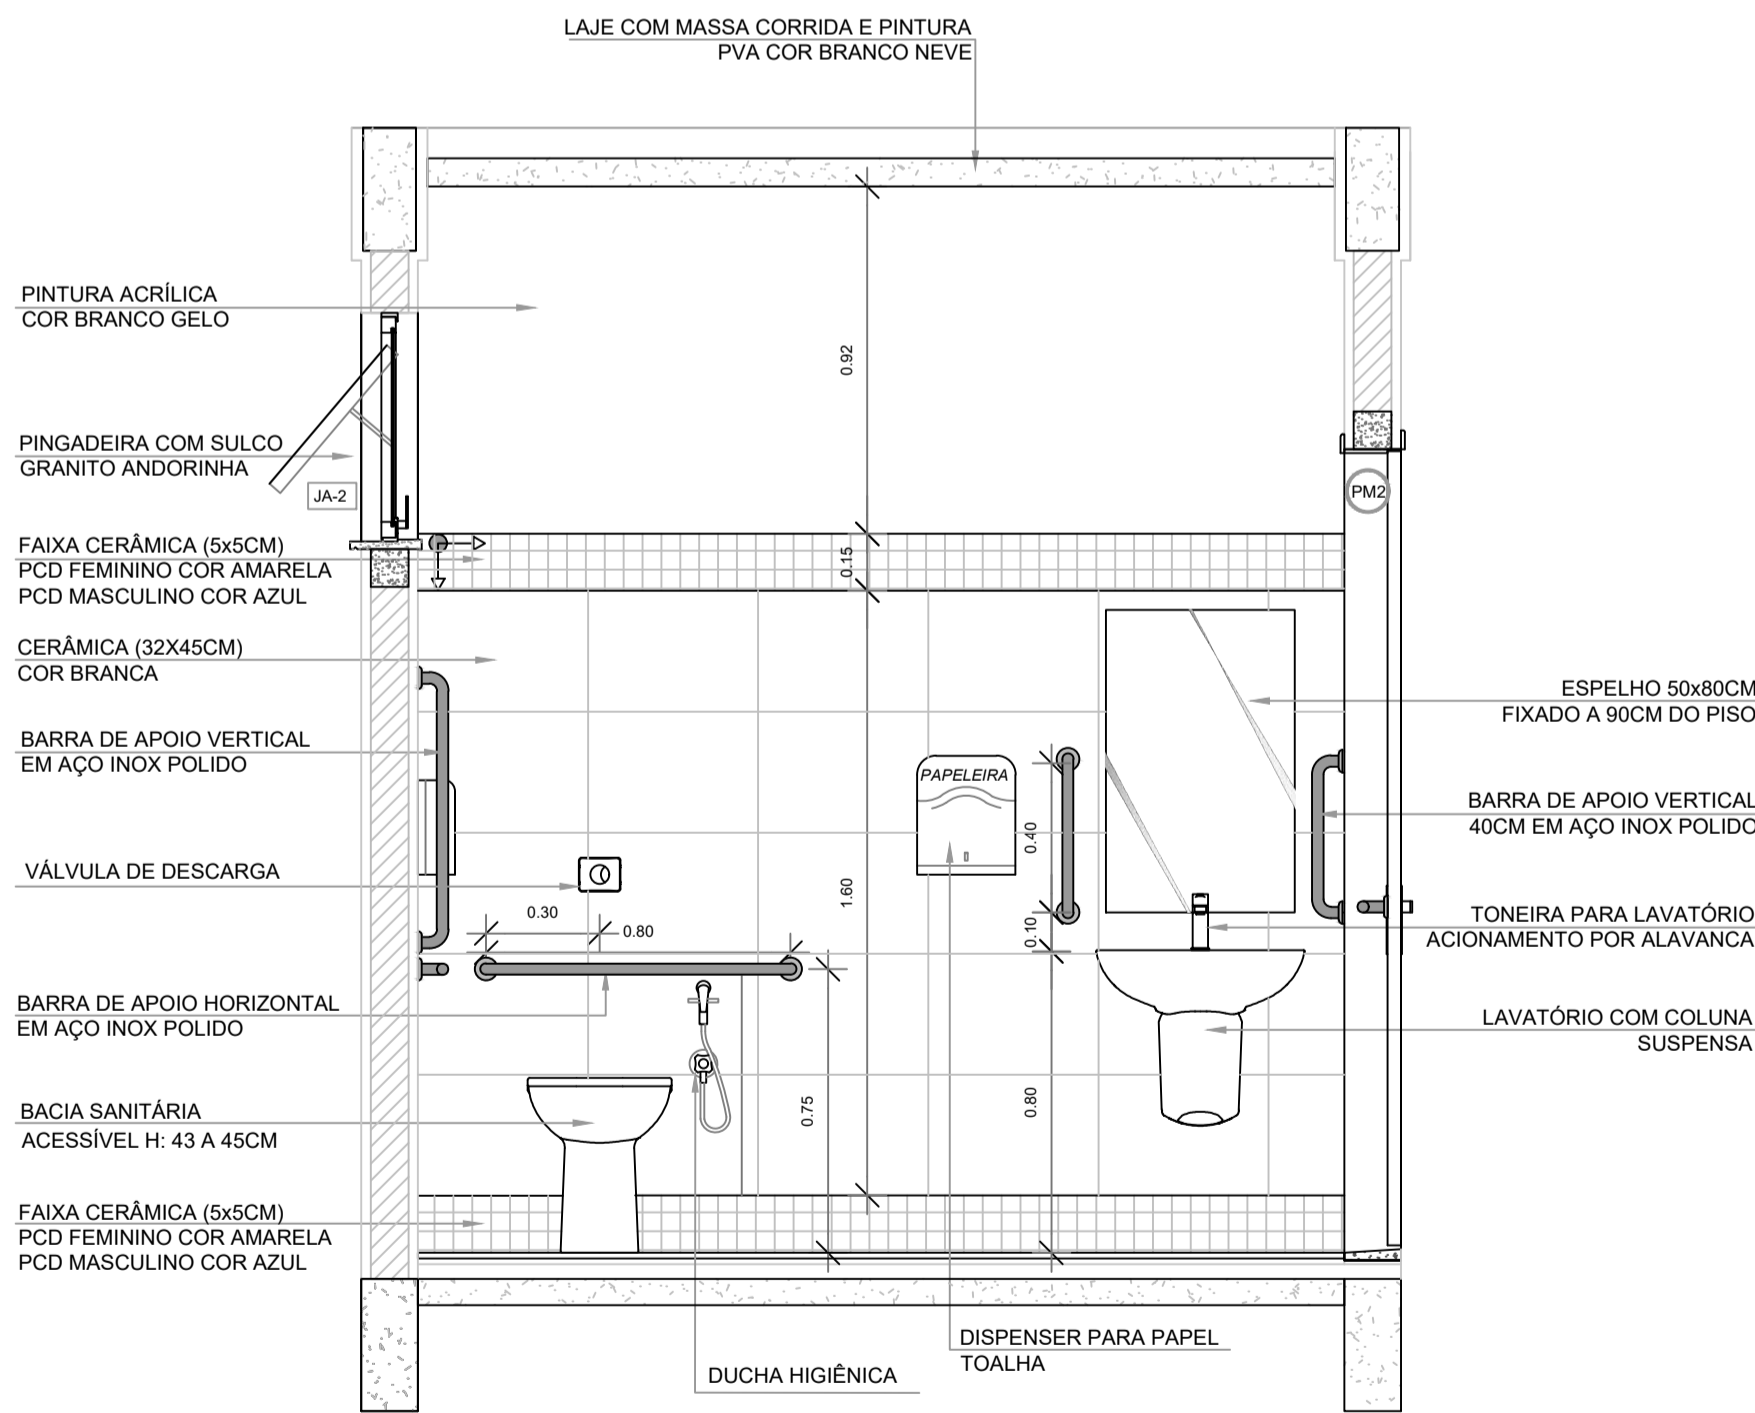 LAJE COM MASSA CORRIDA E PINTURA
PVA COR BRANCO NEVE
PINTURA ACRÍLICA
COR BRANCO GELO
0.92
PINGADEIRA COM SULCO
GRANITO ANDORINHA
JA-2
PM2
FAIXA CERÂMICA (5x5CM)
PCD FEMININO COR AMARELA
PCD MASCULINO COR AZUL
0.15
CERÂMICA (32X45CM)
COR BRANCA
ESPELHO 50x80CM
FIXADO A 90CM DO PISO
BARRA DE APOIO VERTICAL
EM AÇO INOX POLIDO
PAPELEIRA
BARRA DE APOIO VERTICAL
40CM EM AÇO INOX POLIDO
0.40
VÁLVULA DE DESCARGA
1.60
0.30
0.80
0.10
TONEIRA PARA LAVATÓRIO
ACIONAMENTO POR ALAVANCA
BARRA DE APOIO HORIZONTAL
EM AÇO INOX POLIDO
LAVATÓRIO COM COLUNA
SUSPENSA
BACIA SANITÁRIA
ACESSÍVEL H: 43 A 45CM
0.75
0.80
FAIXA CERÂMICA (5x5CM)
PCD FEMININO COR AMARELA
PCD MASCULINO COR AZUL
DISPENSER PARA PAPEL
TOALHA
DUCHA HIGIÊNICA